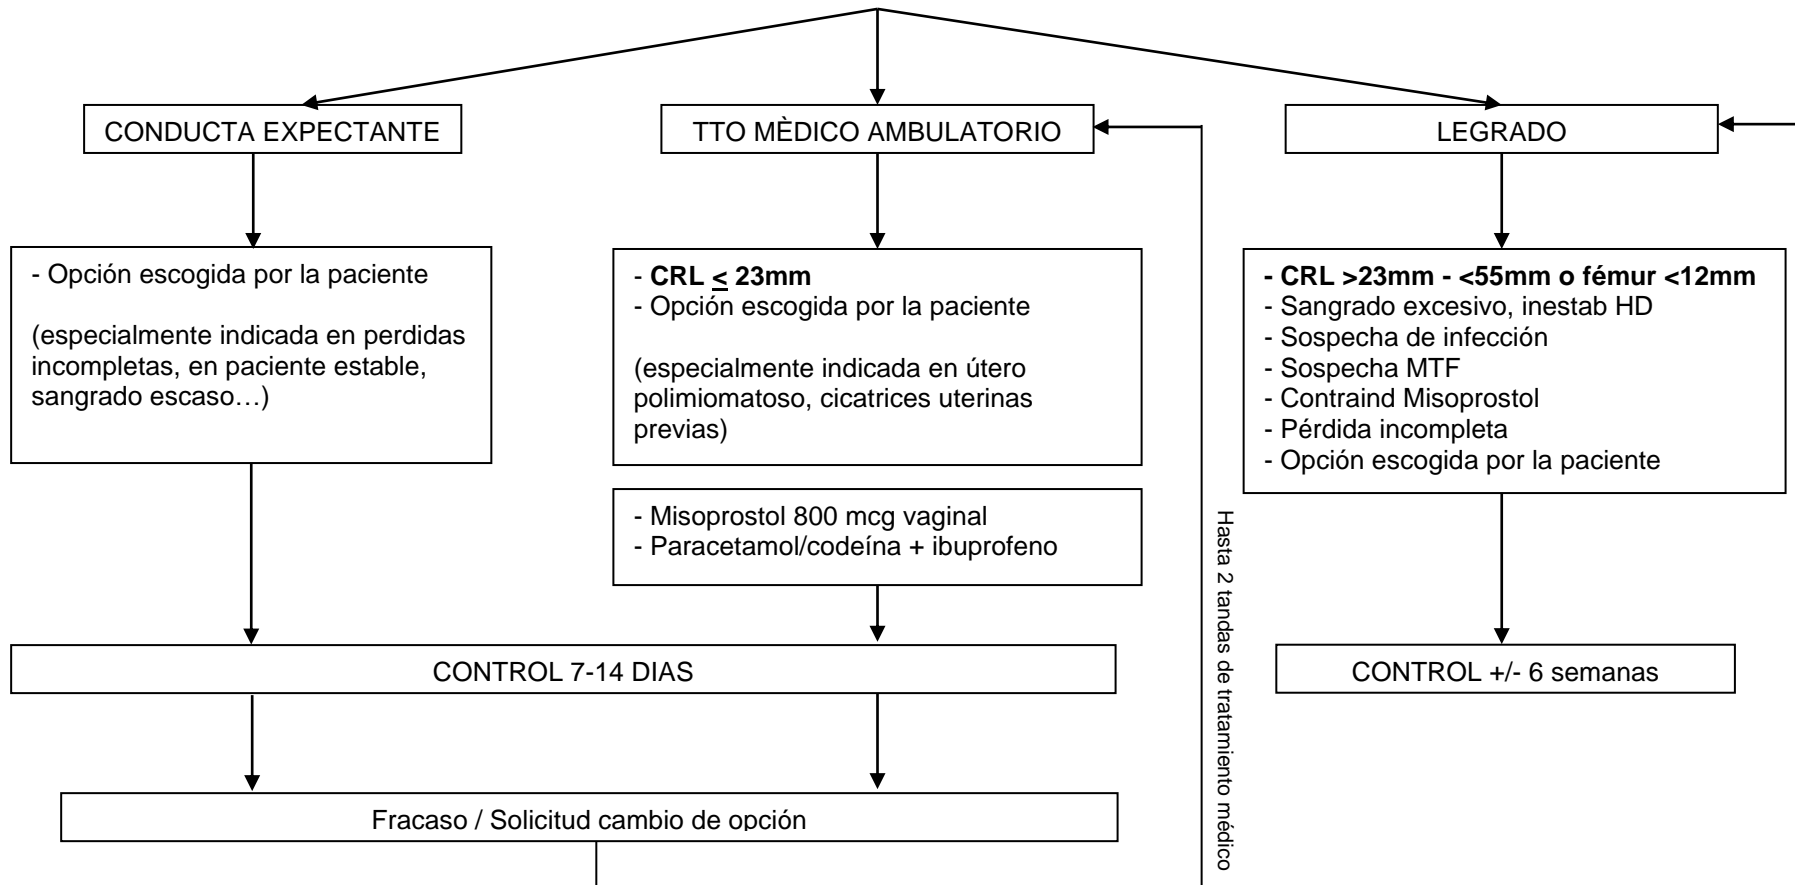 CONDUCTA EXPECTANTE
TTO MÈDICO AMBULATORIO
LEGRADO
- Opción escogida por la paciente
(especialmente indicada en perdidas
incompletas, en paciente estable,
sangrado escaso…)
- CRL < 23mm
- Opción escogida por la paciente
(especialmente indicada en útero
polimiomatoso, cicatrices uterinas
previas)
- CRL >23mm - <55mm o fémur <12mm
- Sangrado excesivo, inestab HD
- Sospecha de infección
- Sospecha MTF
- Contraind Misoprostol
- Pérdida incompleta
- Opción escogida por la paciente
- Misoprostol 800 mcg vaginal
- Paracetamol/codeína + ibuprofeno
Hasta 2 tandas de tratamiento médico
CONTROL 7-14 DIAS
CONTROL +/- 6 semanas
Fracaso / Solicitud cambio de opción